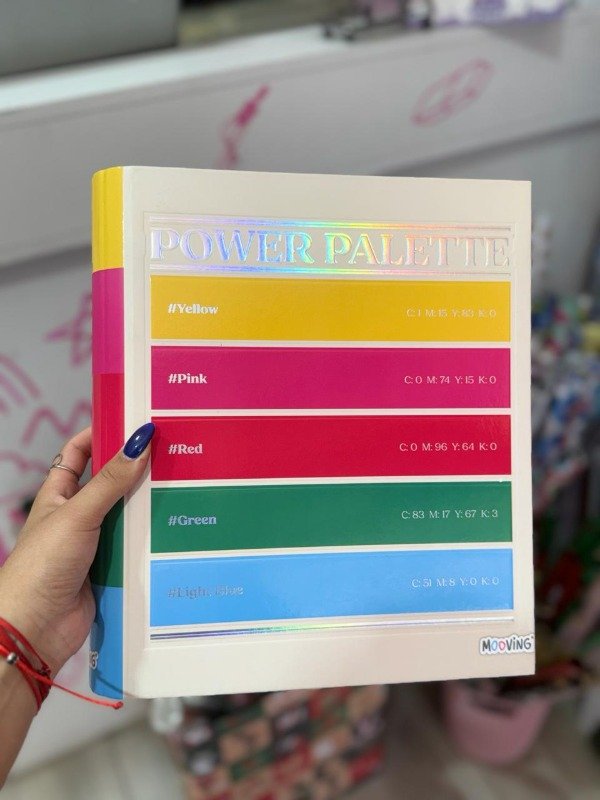 POWER PALETTE
#Yellow C: 1 M: 15 Y: 83 K: 0
#Pink C: 0 M: 74 Y: 15 K: 0
#Red C: 0 M: 96 Y: 64 K: 0
#Green C: 83 M: 17 Y: 67 K: 3
#Light Blue C: 51 M: 8 Y: 0 K: 0
MOOVING